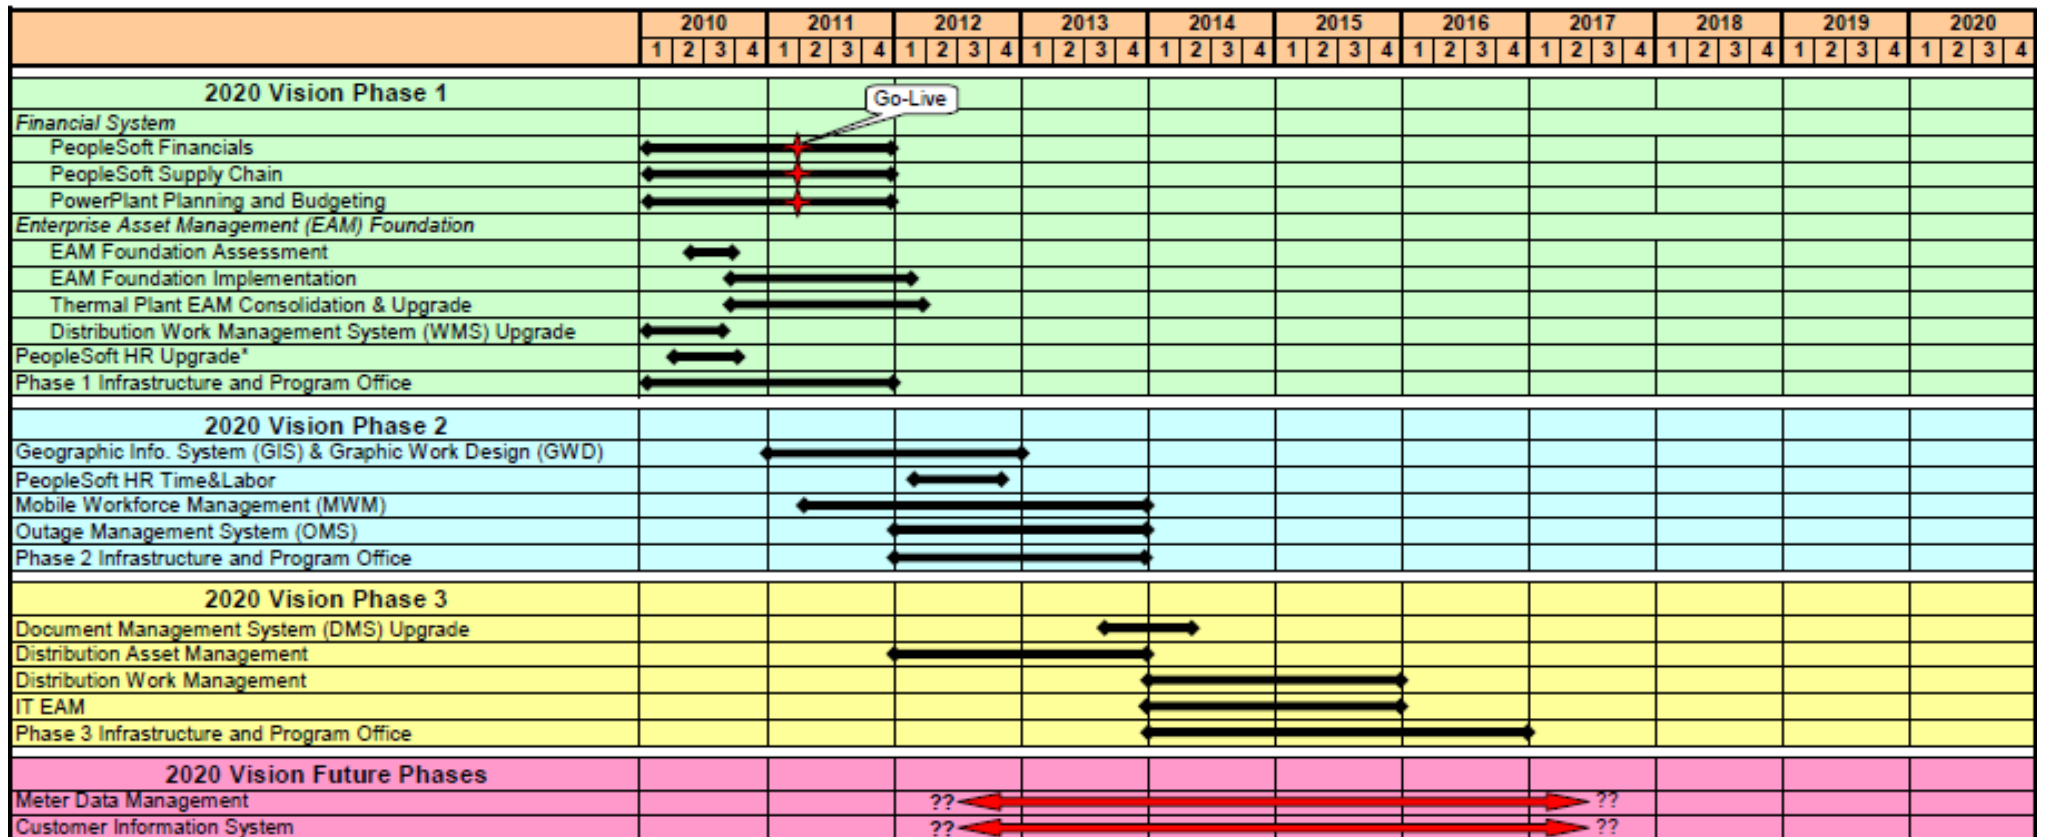 2010 2011 2012 2013 2014 2015 2016 2017 2018 2019 2020
1 2 3 4 1 2 3 4 1 2 3 4 1 2 3 4 1 2 3 4 1 2 3 4 1 2 3 4 1 2 3 4 1 2 3 4 1 2 3 4 1 2 3 4
2020 Vision Phase 1
Go-Live
Financial System
PeopleSoft Financials
PeopleSoft Supply Chain
PowerPlant Planning and Budgeting
Enterprise Asset Management (EAM) Foundation
EAM Foundation Assessment
EAM Foundation Implementation
Thermal Plant EAM Consolidation & Upgrade
Distribution Work Management System (WMS) Upgrade
PeopleSoft HR Upgrade*
Phase 1 Infrastructure and Program Office
2020 Vision Phase 2
Geographic Info. System (GIS) & Graphic Work Design (GWD)
PeopleSoft HR Time&Labor
Mobile Workforce Management (MWM)
Outage Management System (OMS)
Phase 2 Infrastructure and Program Office
2020 Vision Phase 3
Document Management System (DMS) Upgrade
Distribution Asset Management
Distribution Work Management
IT EAM
Phase 3 Infrastructure and Program Office
2020 Vision Future Phases
Meter Data Management ?? ??
Customer Information System ?? ??